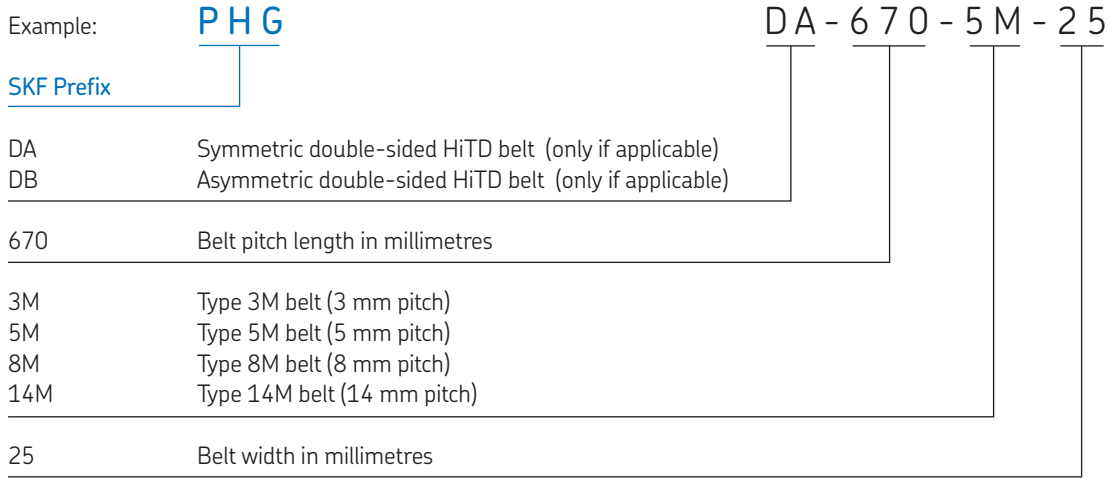 Example: PHG DA-670-5M-25
SKF Prefix
DA Symmetric double-sided HiTD belt (only if applicable)
DB Asymmetric double-sided HiTD belt (only if applicable)
670 Belt pitch length in millimetres
3M Type 3M belt (3 mm pitch)
5M Type 5M belt (5 mm pitch)
8M Type 8M belt (8 mm pitch)
14M Type 14M belt (14 mm pitch)
25 Belt width in millimetres